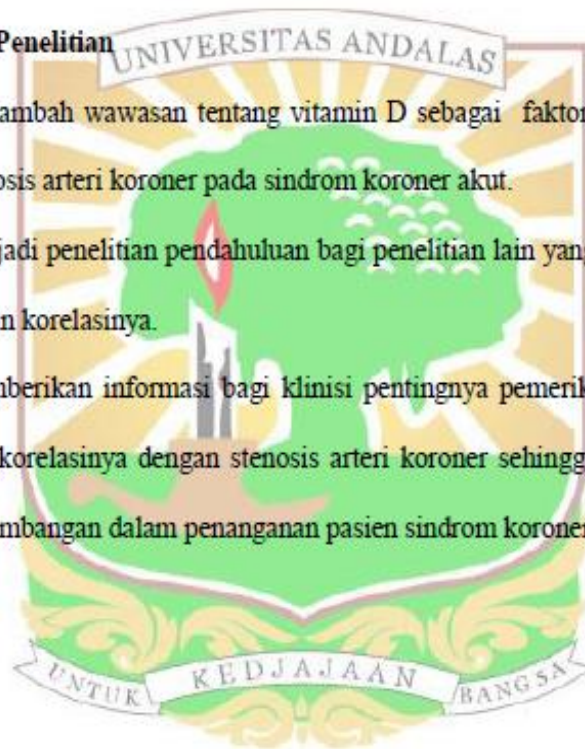 Penelitian
UNIVERSITAS ANDALAS
ambah wawasan tentang vitamin D sebagai faktor
osis arteri koroner pada sindrom koroner akut.
jadi penelitian pendahuluan bagi penelitian lain yang
n korelasinya.
nberikan informasi bagi klinisi pentingnya pemerik
korelasinya dengan stenosis arteri koroner sehingg
mbangan dalam penanganan pasien sindrom koroner
UNTUK KEDJAJAAN BANGSA